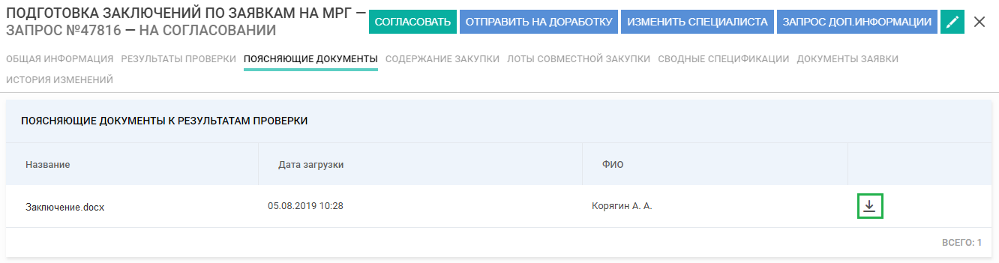 ПОДГОТОВКА ЗАКЛЮЧЕНИЙ ПО ЗАЯВКАМ НА МРГ —
ЗАПРОС №47816 — НА СОГЛАСОВАНИИ
СОГЛАСОВАТЬ ОТПРАВИТЬ НА ДОРАБОТКУ ИЗМЕНИТЬ СПЕЦИАЛИСТА ЗАПРОС ДОП.ИНФОРМАЦИИ
ОБЩАЯ ИНФОРМАЦИЯ РЕЗУЛЬТАТЫ ПРОВЕРКИ ПОЯСНЯЮЩИЕ ДОКУМЕНТЫ СОДЕРЖАНИЕ ЗАКУПКИ ЛОТЫ СОВМЕСТНОЙ ЗАКУПКИ СВОДНЫЕ СПЕЦИФИКАЦИИ ДОКУМЕНТЫ ЗАЯВКИ
ИСТОРИЯ ИЗМЕНЕНИЙ
ПОЯСНЯЮЩИЕ ДОКУМЕНТЫ К РЕЗУЛЬТАТАМ ПРОВЕРКИ
Название Дата загрузки ФИО
Заключение.docx 05.08.2019 10:28 Корягин А. А.
ВСЕГО: 1